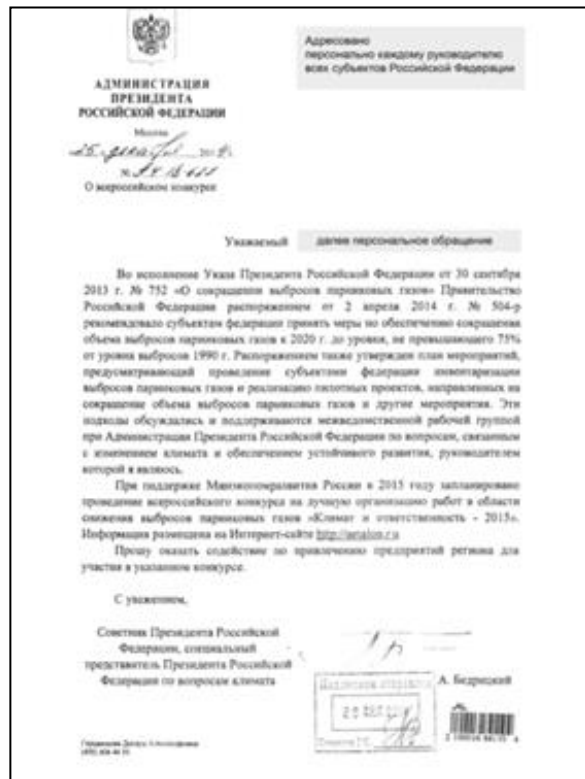 Адресовано
персонально каждому руководителю
всех субъектов Российской Федерации
АДМИНИСТРАЦИЯ
ПРЕЗИДЕНТА
РОССИЙСКОЙ ФЕДЕРАЦИИ
Москва
25
№
О всероссийском конкурсе
Уважаемый далее персональное обращение
Во исполнение Указа Президента Российской Федерации от 30 сентября
2013 г. № 752 «О сокращении выбросов парниковых газов» Правительство
Российской Федерации распоряжением от 2 апреля 2014 г. № 504-р
рекомендовало субъектам федерации принять меры по обеспечению сокращения
объема выбросов парниковых газов к 2020 г. до уровня, не превышающего 75%
от уровня выбросов 1990 г. Распоряжением также утвержден план мероприятий,
предусматривающий проведение субъектами федерации инвентаризации
выбросов парниковых газов и реализацию пилотных проектов, направленных на
сокращение объема выбросов парниковых газов и другие мероприятия. Эти
подходы обсуждались и поддерживаются межведомственной рабочей группой
при Администрации Президента Российской Федерации по вопросам, связанным
с изменением климата и обеспечением устойчивого развития, руководителем
которой я являюсь.
При поддержке Минэкономразвития России в 2015 году запланировано
проведение всероссийского конкурса на лучшую организацию работ в области
снижения выбросов парниковых газов «Климат и ответственность - 2015».
Информация размещена на Интернет-сайте
Прошу оказать содействие по привлечению предприятий региона для
участия в указанном конкурсе.
С уважением,
Советник Президента Российской
Федерации, специальный
представитель Президента Российской
Федерации по вопросам климата
А. Бедрицкий